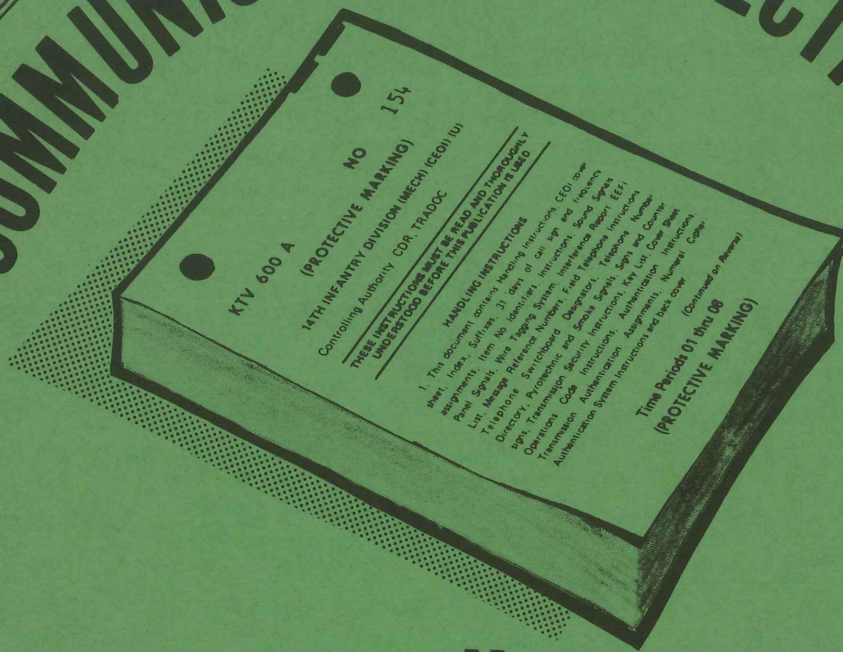 COMMUN
ECTI
KTV 600 A
NO 154
(PROTECTIVE MARKING)
14TH INFANTRY DIVISION (MECH) (CEOI) (U)
Controlling Authority CDR, TRADOC
THESE INSTRUCTIONS MUST BE READ AND THOROUGHLY
UNDERSTOOD BEFORE THIS PUBLICATION IS USED
HANDLING INSTRUCTIONS
1. This document contains Handling Instructions, CEOI cover
sheet, Index, Suffixes, 31 days of call sign and frequency
assignments, Item No. Identifiers, Instructions, Sound Signals
Panel Signals, Wire Tagging System, Interference Report, EEFI
List, Message Reference Numbers, Field Telephone Instructions
Telephone Switchboard Designators, Telephone Number
Directory, Pyrotechnic and Smoke Signals, Sign and Counter
signs, Transmission Security Instructions, Key List, Cover Sheet
Operations Code Instructions, Authentication Instructions,
Transmission Authentication Assignments, Numeral Cipher
Authentication System Instructions and back cover
(Continued on Reverse)
Time Periods 01 thru 08
(PROTECTIVE MARKING)